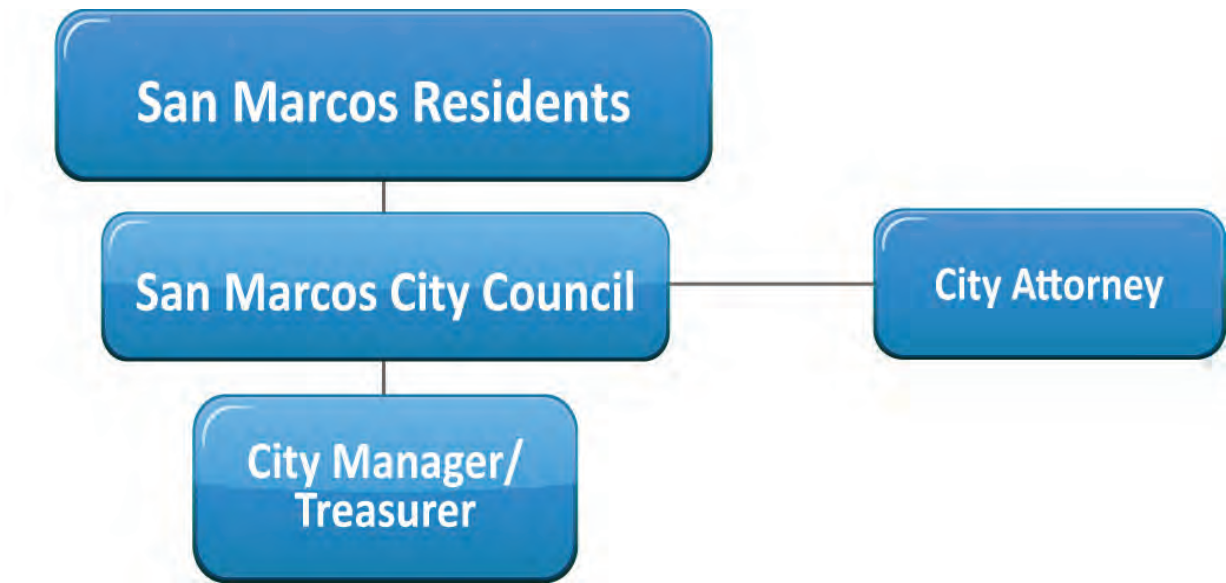 San Marcos Residents
San Marcos City Council
City Attorney
City Manager/
Treasurer